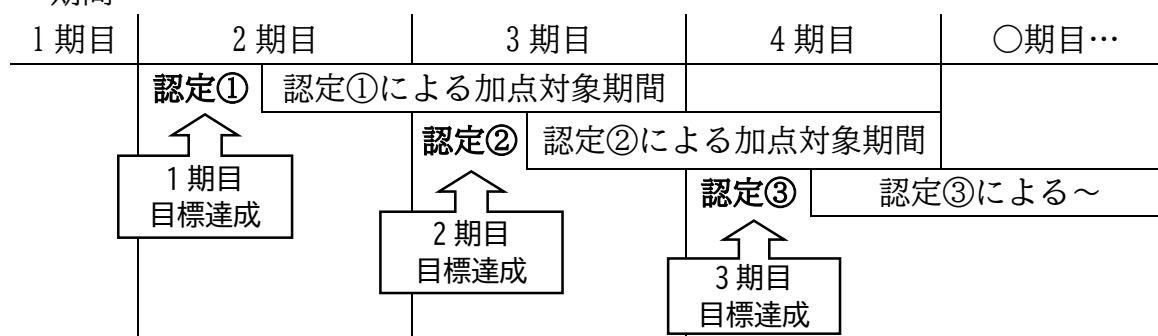 1期目 2期目 3期目 4期目 ○期目…
認定① 認定①による加点対象期間
認定② 認定②による加点対象期間
1期目
目標達成
認定③ 認定③による～
2期目
目標達成
3期目
目標達成